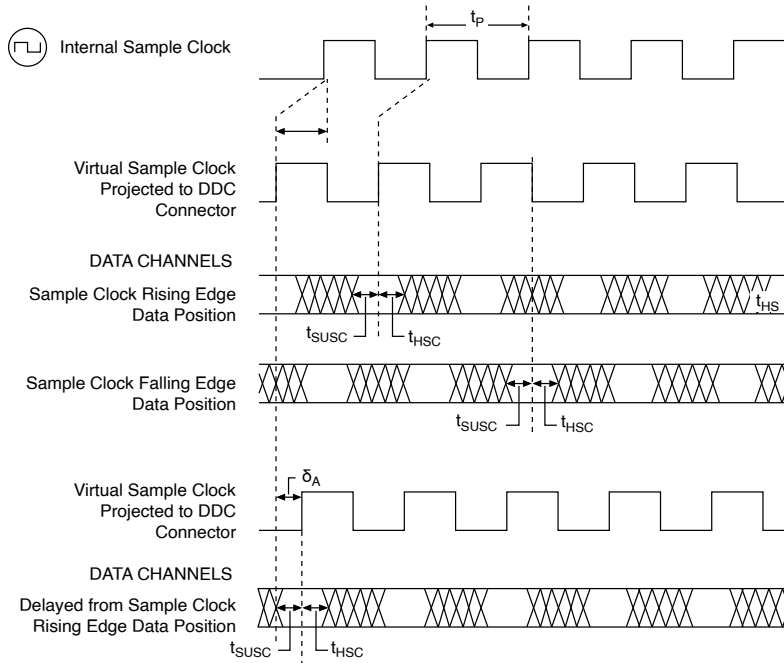 t_P
Internal Sample Clock
Virtual Sample Clock
Projected to DDC
Connector
DATA CHANNELS
Sample Clock Rising Edge
Data Position
t_HS
t_SUSC
t_HSC
Sample Clock Falling Edge
Data Position
t_SUSC
t_HSC
δ_A
Virtual Sample Clock
Projected to DDC
Connector
DATA CHANNELS
Delayed from Sample Clock
Rising Edge Data Position
t_SUSC
t_HSC